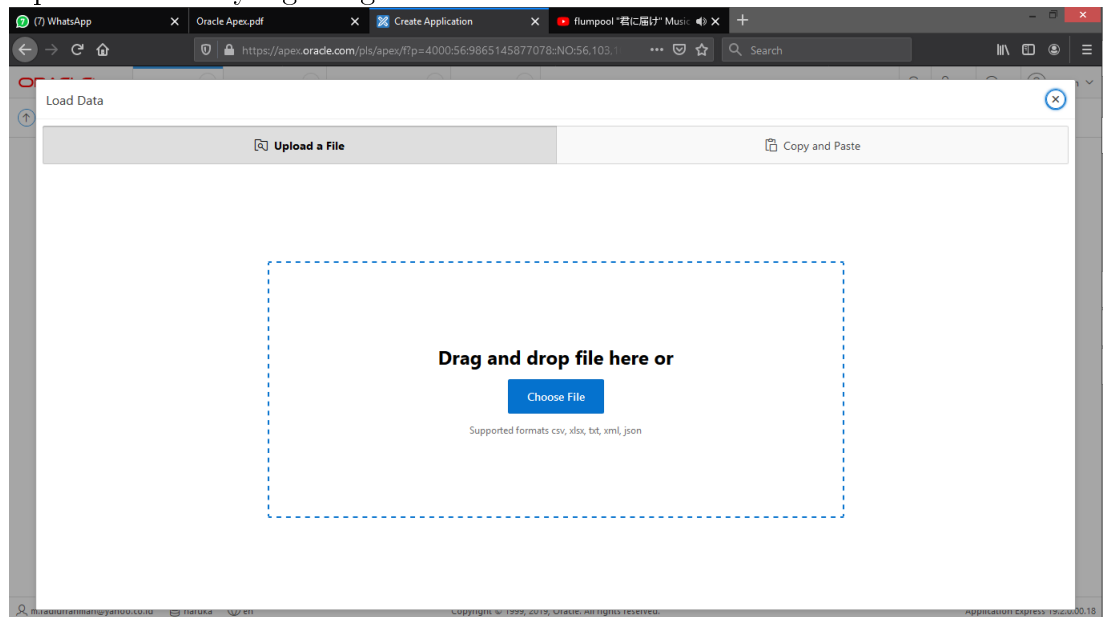 (7) WhatsApp
Oracle Apex.pdf
Create Application
flumpool "君に届け" Music
https://apex.oracle.com/pls/apex/f?p=4000:56:9865145877078::NO:56,103,1
Search
Load Data
Upload a File
Copy and Paste
Drag and drop file here or
Choose File
Supported formats csv, xlsx, txt, xml, json
haruka
en
Copyright © 1999, 2019, Oracle. All rights reserved.
Application Express 19.2.0.00.18